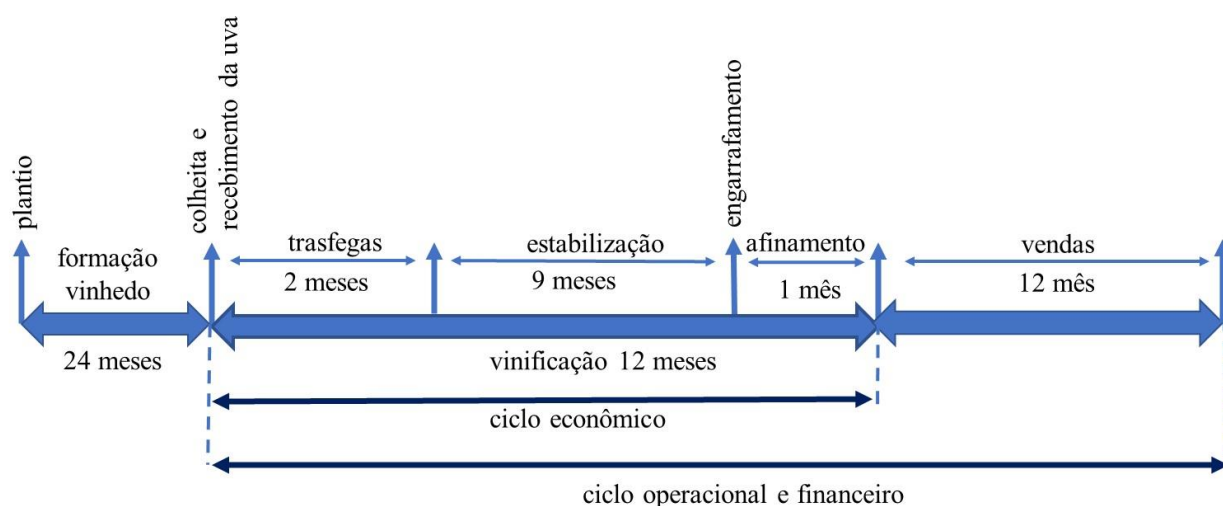 plantio
formação
vinhedo
24 meses
colheita e
recebimento da uva
trasfegas
2 meses
estabilização
9 meses
engarrafamento
afinamento
1 mês
vendas
12 mês
vinificação 12 meses
ciclo econômico
ciclo operacional e financeiro